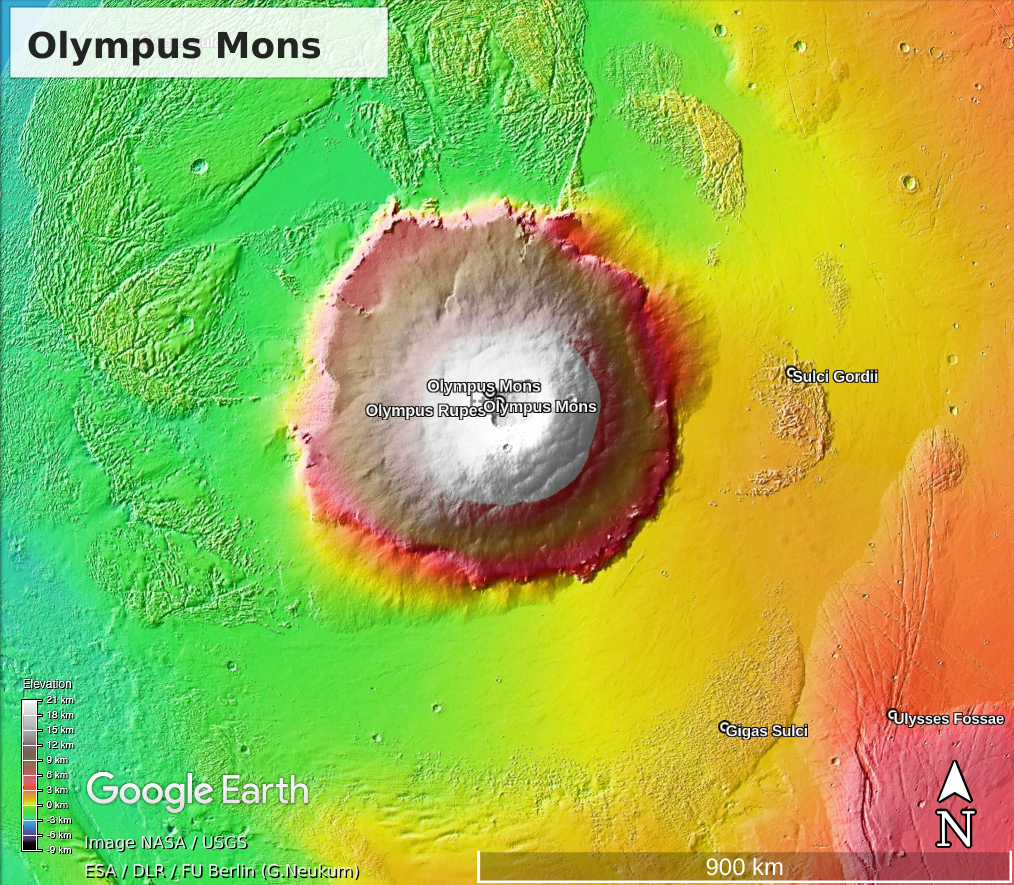 Olympus Mons
Sulci Gordii
Olympus Mons
Olympus Rupes
Olympus Mons
Ulysses Fossae
Gigas Sulci
Elevation
21 km
18 km
15 km
12 km
9 km
6 km
3 km
0 km
-3 km
-6 km
-9 km
Google Earth
Image NASA / USGS
ESA / DLR / FU Berlin (G.Neukum)
N
900 km